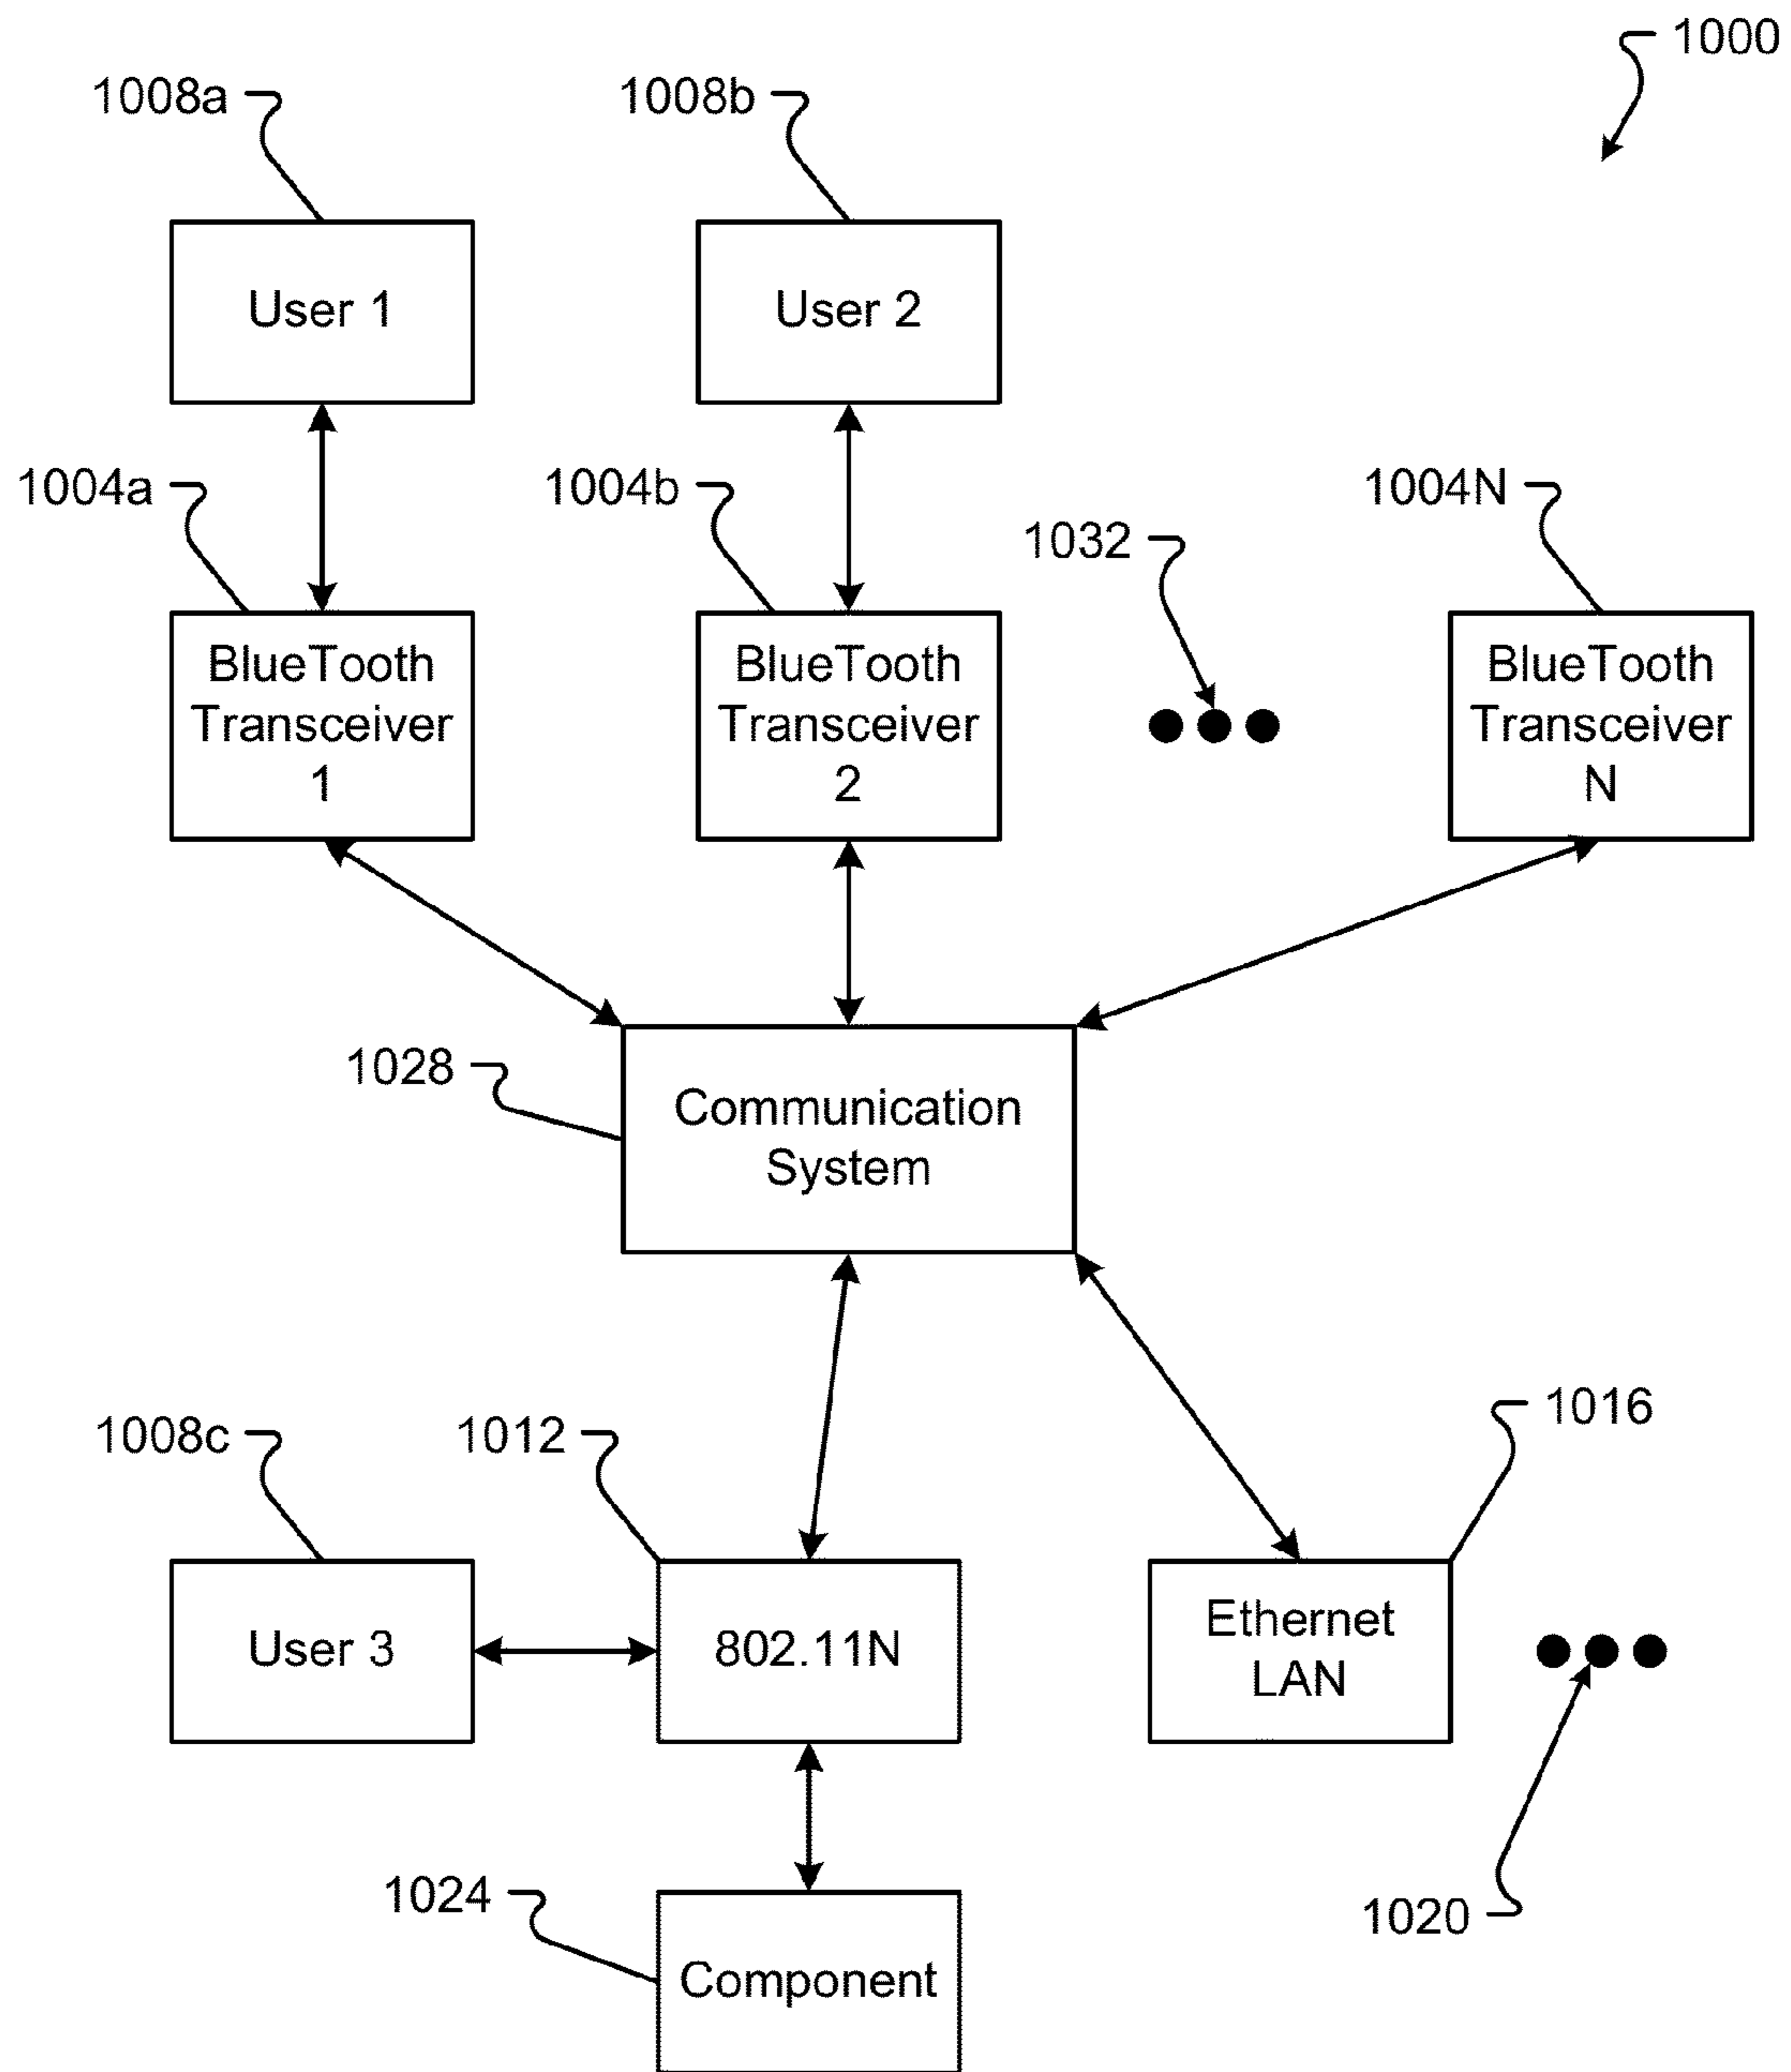 1000
1008a
1008b
User 1
User 2
1004a
1004b
1032
1004N
BlueTooth
Transceiver
1
BlueTooth
Transceiver
2
BlueTooth
Transceiver
N
1028
Communication
System
1008c
1012
1016
User 3
802.11N
Ethernet
LAN
1024
1020
Component